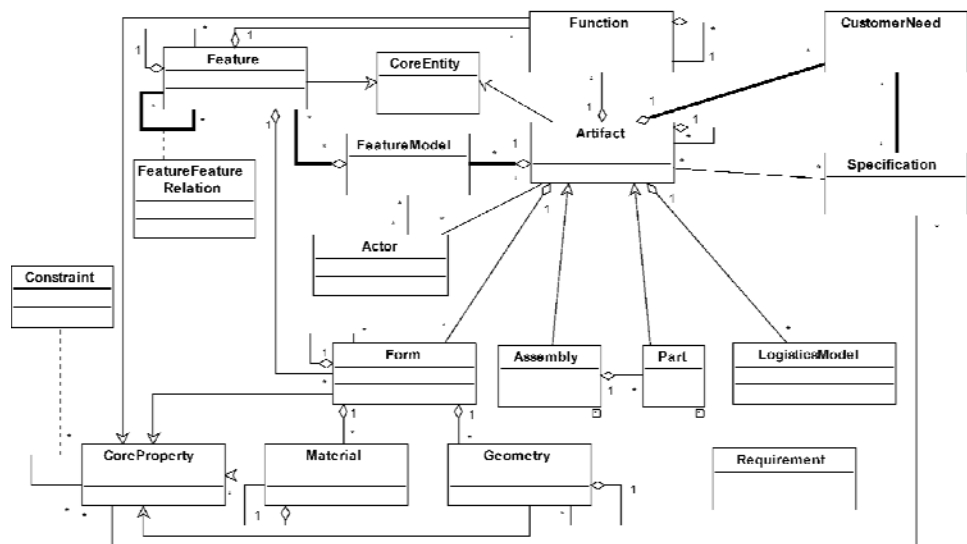 Function
CustomerNeed
Feature
CoreEntity
Artifact
FeatureModel
FeatureFeature
Relation
Specification
Actor
Constraint
Form
Assembly
Part
LogisticsModel
CoreProperty
Material
Geometry
Requirement